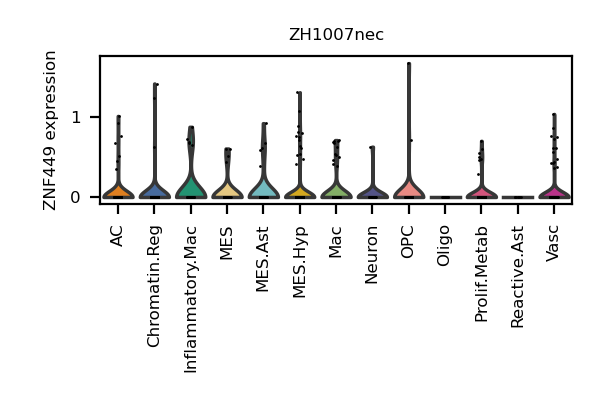 ZH1007nec
ZNF449 expression
1
0
AC
Chromatin.Reg
Inflammatory.Mac
MES
MES.Ast
MES.Hyp
Mac
Neuron
OPC
Oligo
Prolif.Metab
Reactive.Ast
Vasc